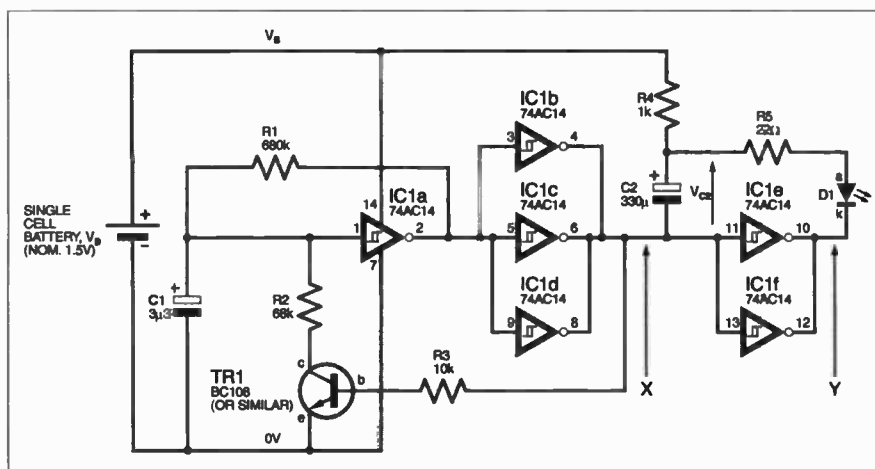 VB
IC1b
74AC14
3
4
R4
1k
R1
680k
R5
22Ω
IC1c
74AC14
5
6
IC1a
74AC14
14
1
2
7
C2
330µ
+
VC2
a
D1
k
IC1e
74AC14
11
10
SINGLE
CELL
BATTERY, VB
(NOM. 1.5V)
+
-
C1
3µ3
+
R2
68k
IC1d
74AC14
9
8
IC1f
74AC14
13
12
R3
10k
TR1
BC108
(OR SIMILAR)
c
b
e
0V
X
Y